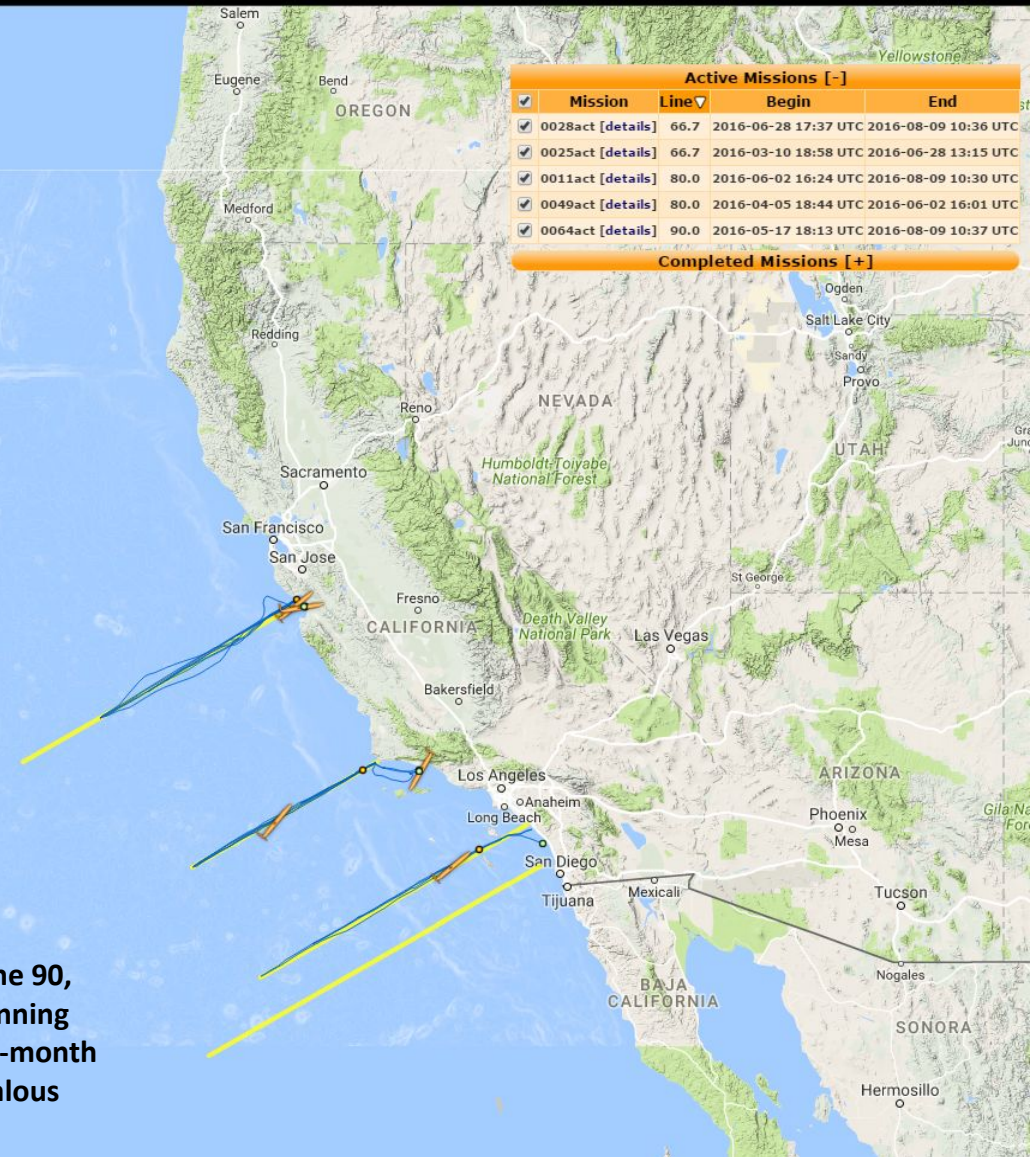 Salem
Yellowstone
Eugene
Bend
OREGON
Active Missions [-]
Mission Line Begin End
0028act [details] 66.7 2016-06-28 17:37 UTC 2016-08-09 10:36 UTC
0025act [details] 66.7 2016-03-10 18:58 UTC 2016-06-28 13:15 UTC
0011act [details] 80.0 2016-06-02 16:24 UTC 2016-08-09 10:30 UTC
0049act [details] 80.0 2016-04-05 18:44 UTC 2016-06-02 16:01 UTC
0064act [details] 90.0 2016-05-17 18:13 UTC 2016-08-09 10:37 UTC
Completed Missions [+]
Medford
Ogden
Salt Lake City
Redding
Sandy
Provo
Reno
NEVADA
UTAH
Sacramento
Humboldt-Toiyabe
National Forest
San Francisco
San Jose
St George
Fresno
CALIFORNIA
Death Valley
National Park
Las Vegas
Bakersfield
Los Angeles
Anaheim
Long Beach
ARIZONA
Phoenix
Mesa
San Diego
Tijuana
Mexicali
Tucson
Nogales
BAJA
CALIFORNIA
SONORA
Hermosillo
ne 90,
nning
-month
alous